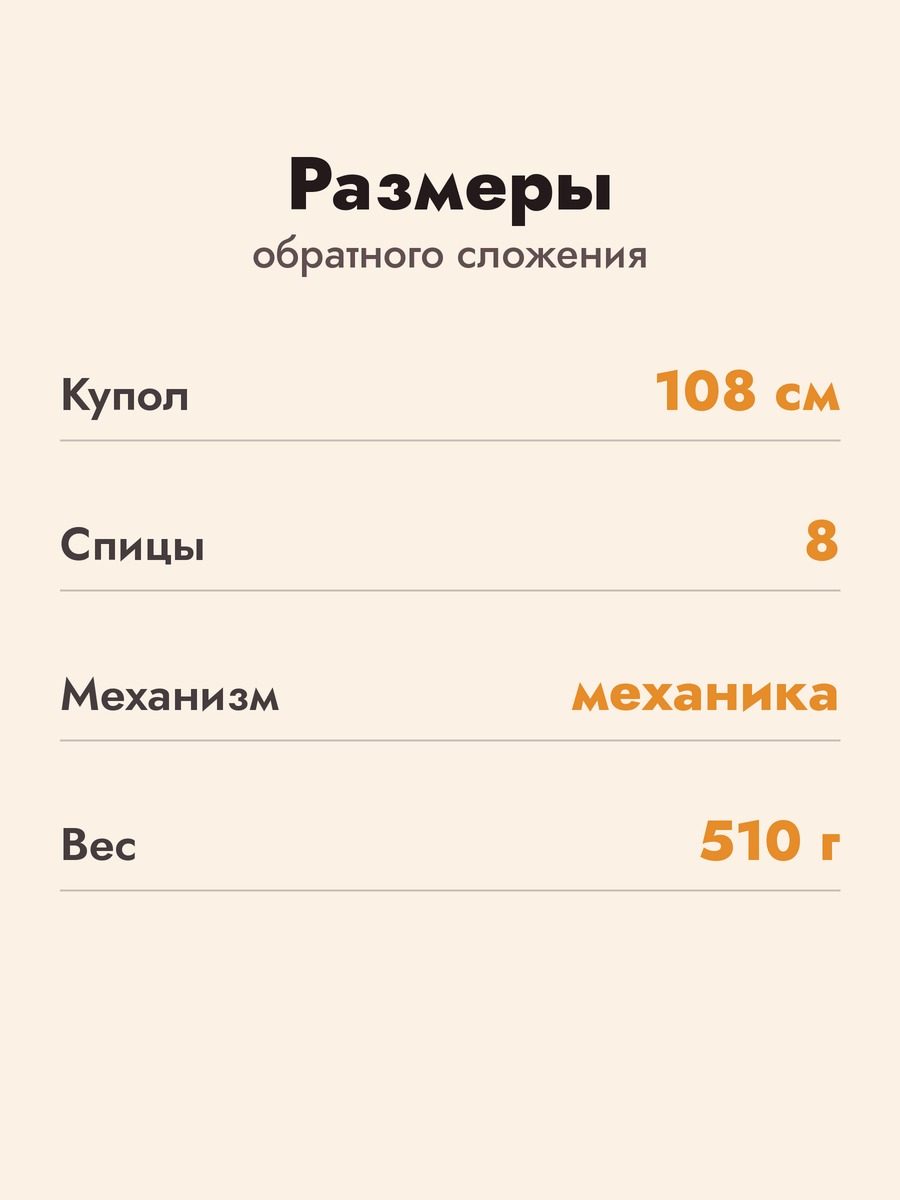 Размеры
обратного сложения
Купол 108 см
Спицы 8
Механизм механика
Вес 510 г